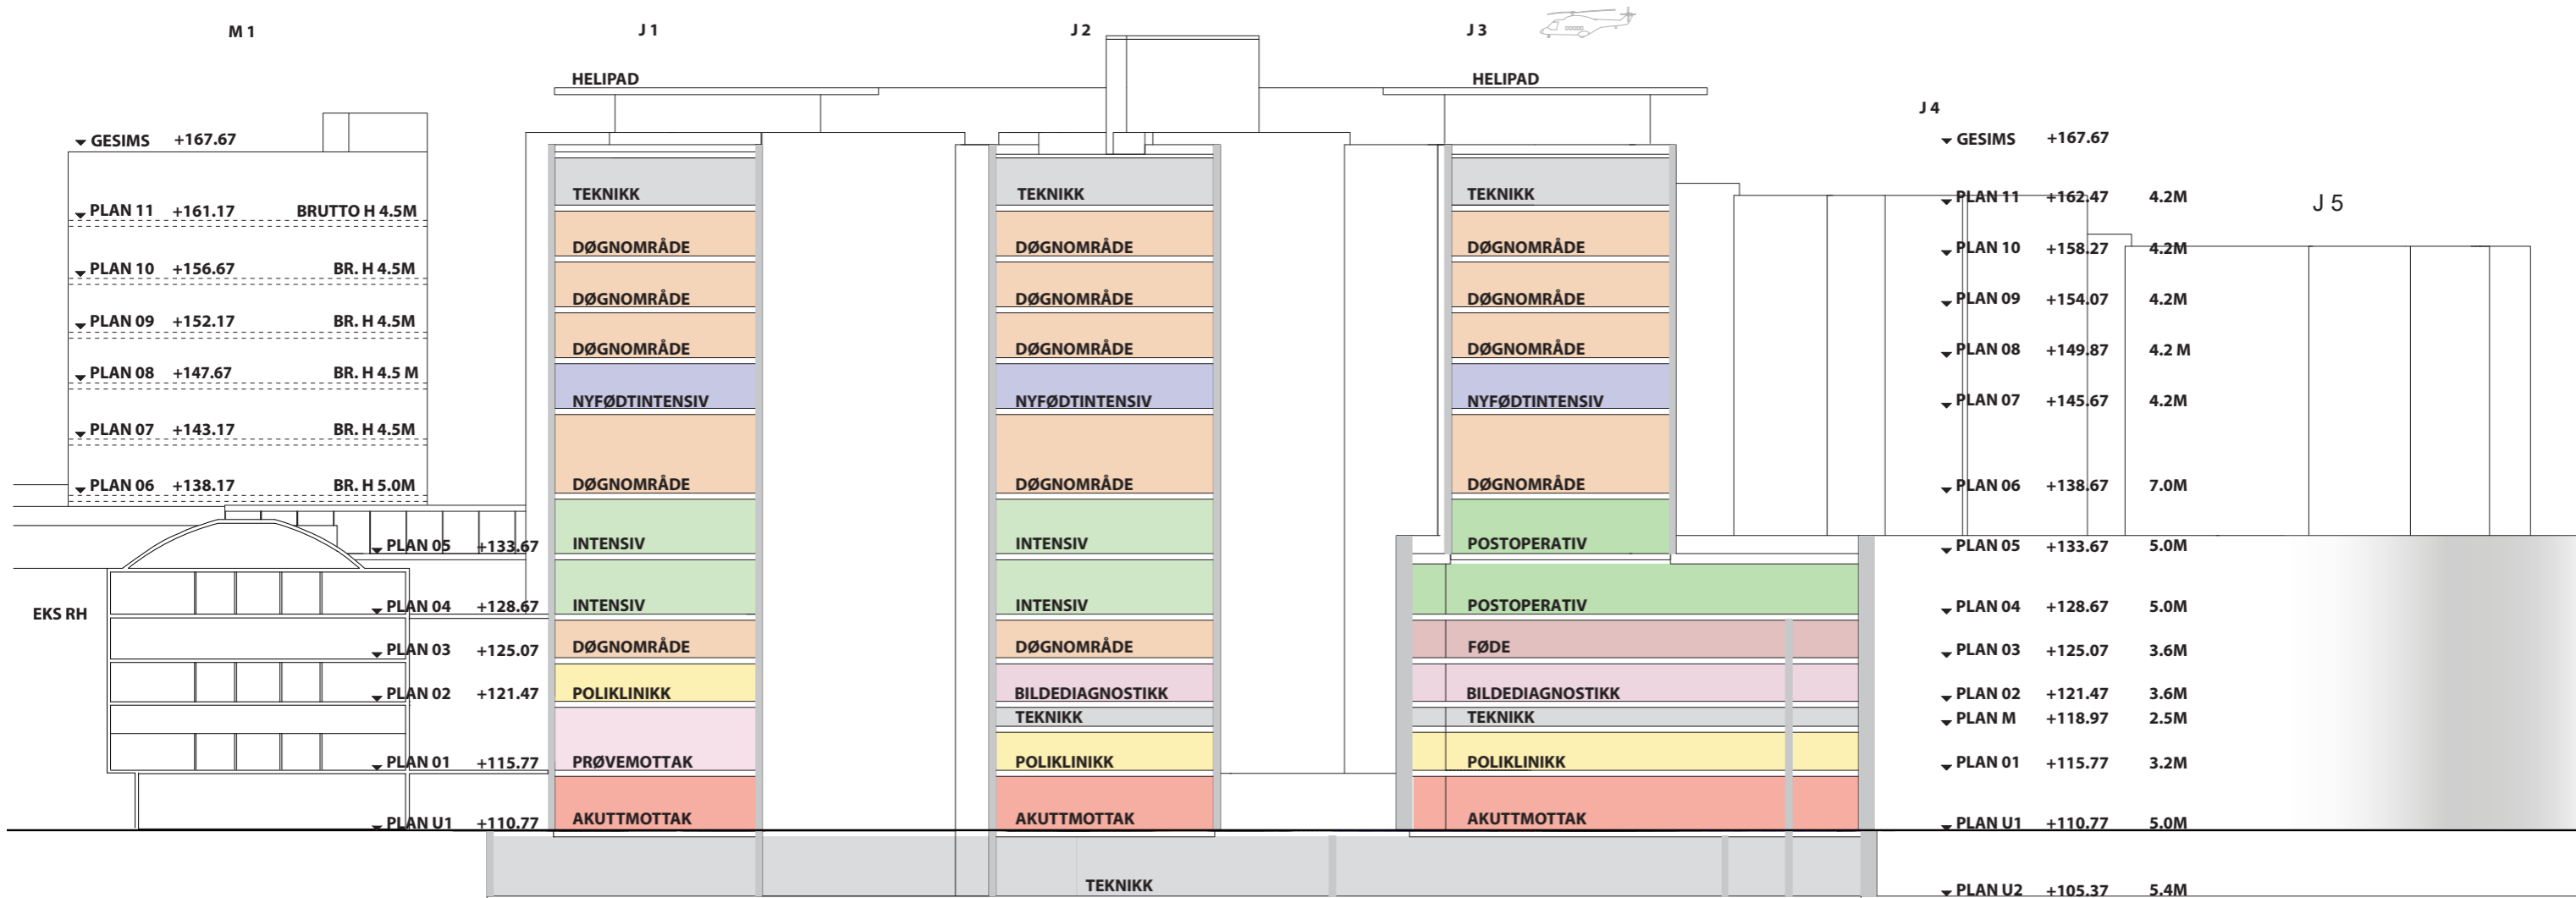 M 1
J 1
J 2
J 3
HELIPAD
HELIPAD
J 4
GESIMS +167.67
GESIMS +167.67
TEKNIKK
TEKNIKK
TEKNIKK
PLAN 11 +162.47 4.2M
J 5
PLAN 11 +161.17 BRUTTO H 4.5M
DØGNOMRÅDE
DØGNOMRÅDE
DØGNOMRÅDE
PLAN 10 +158.27 4.2M
PLAN 10 +156.67 BR. H 4.5M
DØGNOMRÅDE
DØGNOMRÅDE
DØGNOMRÅDE
PLAN 09 +154.07 4.2M
PLAN 09 +152.17 BR. H 4.5M
DØGNOMRÅDE
DØGNOMRÅDE
DØGNOMRÅDE
PLAN 08 +149.87 4.2 M
PLAN 08 +147.67 BR. H 4.5 M
NYFØDTINTENSIV
NYFØDTINTENSIV
NYFØDTINTENSIV
PLAN 07 +145.67 4.2M
PLAN 07 +143.17 BR. H 4.5M
PLAN 06 +138.17 BR. H 5.0M
DØGNOMRÅDE
DØGNOMRÅDE
DØGNOMRÅDE
PLAN 06 +138.67 7.0M
PLAN 05 +133.67
INTENSIV
INTENSIV
POSTOPERATIV
PLAN 05 +133.67 5.0M
EKS RH
PLAN 04 +128.67
INTENSIV
INTENSIV
POSTOPERATIV
PLAN 04 +128.67 5.0M
PLAN 03 +125.07
DØGNOMRÅDE
DØGNOMRÅDE
FØDE
PLAN 03 +125.07 3.6M
PLAN 02 +121.47
POLIKLINIKK
BILDEDIAGNOSTIKK
BILDEDIAGNOSTIKK
PLAN 02 +121.47 3.6M
TEKNIKK
TEKNIKK
PLAN M +118.97 2.5M
PLAN 01 +115.77
PRØVEMOTTAK
POLIKLINIKK
POLIKLINIKK
PLAN 01 +115.77 3.2M
PLAN U1 +110.77
AKUTTMOTTAK
AKUTTMOTTAK
AKUTTMOTTAK
PLAN U1 +110.77 5.0M
TEKNIKK
PLAN U2 +105.37 5.4M